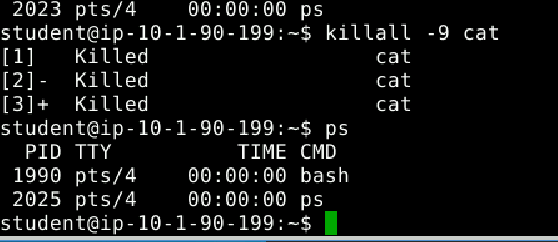 2023 pts/4    00:00:00 ps
student@ip-10-1-90-199:~$ killall -9 cat
[1]   Killed                  cat
[2]-  Killed                  cat
[3]+  Killed                  cat
student@ip-10-1-90-199:~$ ps
  PID TTY          TIME CMD
 1990 pts/4    00:00:00 bash
 2025 pts/4    00:00:00 ps
student@ip-10-1-90-199:~$